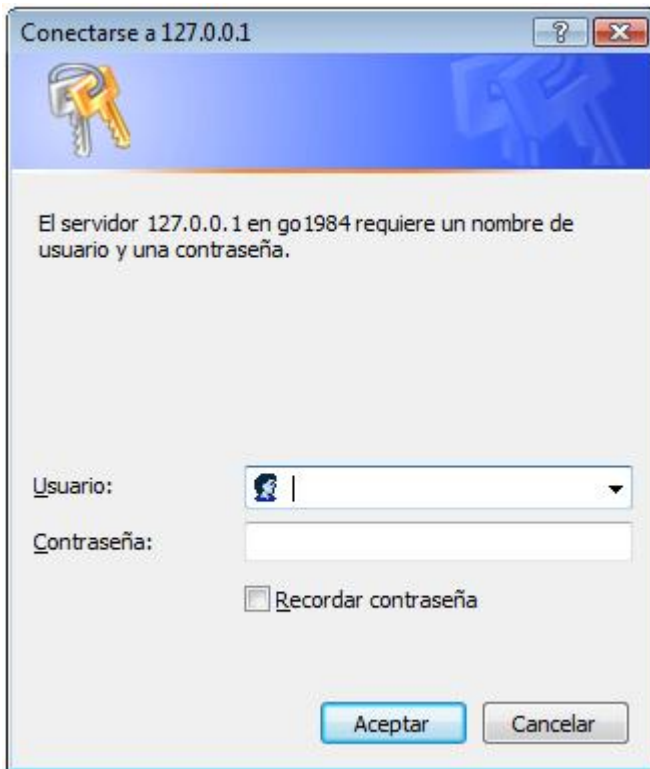 Conectarse a 127.0.0.1
El servidor 127.0.0.1 en go1984 requiere un nombre de
usuario y una contraseña.
Usuario:
Contraseña:
Recordar contraseña
Aceptar
Cancelar